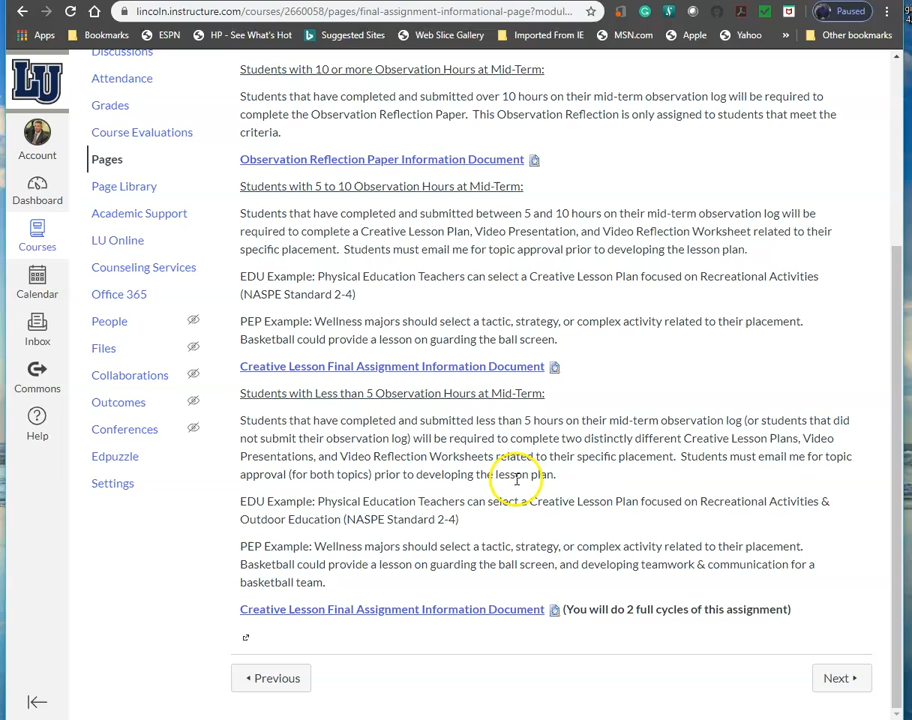 lincoln.instructure.com/courses/2660058/pages/final-assignment-informational-page?modul...
Paused
Apps
Bookmarks
ESPN
HP - See What's Hot
Suggested Sites
Web Slice Gallery
Imported From IE
MSN.com
Apple
Yahoo
»
Other bookmarks
LU
Account
Dashboard
Courses
Calendar
Inbox
Commons
Help
Discussions
Attendance
Grades
Course Evaluations
Pages
Page Library
Academic Support
LU Online
Counseling Services
Office 365
People
Files
Collaborations
Outcomes
Conferences
Edpuzzle
Settings
Students with 10 or more Observation Hours at Mid-Term:
Students that have completed and submitted over 10 hours on their mid-term observation log will be required to
complete the Observation Reflection Paper. This Observation Reflection is only assigned to students that meet the
criteria.
Observation Reflection Paper Information Document
Students with 5 to 10 Observation Hours at Mid-Term:
Students that have completed and submitted between 5 and 10 hours on their mid-term observation log will be
required to complete a Creative Lesson Plan, Video Presentation, and Video Reflection Worksheet related to their
specific placement. Students must email me for topic approval prior to developing the lesson plan.
EDU Example: Physical Education Teachers can select a Creative Lesson Plan focused on Recreational Activities
(NASPE Standard 2-4)
PEP Example: Wellness majors should select a tactic, strategy, or complex activity related to their placement.
Basketball could provide a lesson on guarding the ball screen.
Creative Lesson Final Assignment Information Document
Students with Less than 5 Observation Hours at Mid-Term:
Students that have completed and submitted less than 5 hours on their mid-term observation log (or students that did
not submit their observation log) will be required to complete two distinctly different Creative Lesson Plans, Video
Presentations, and Video Reflection Worksheets related to their specific placement. Students must email me for topic
approval (for both topics) prior to developing the lesson plan.
EDU Example: Physical Education Teachers can select a Creative Lesson Plan focused on Recreational Activities &
Outdoor Education (NASPE Standard 2-4)
PEP Example: Wellness majors should select a tactic, strategy, or complex activity related to their placement.
Basketball could provide a lesson on guarding the ball screen, and developing teamwork & communication for a
basketball team.
Creative Lesson Final Assignment Information Document (You will do 2 full cycles of this assignment)
Previous
Next